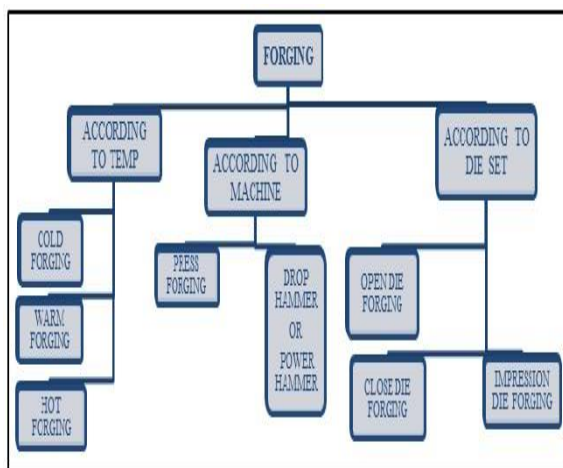 FORGING
ACCORDING
TO TEMP
ACCORDING TO
MACHINE
ACCORDING TO
DIE SET
COLD
FORGING
WARM
FORGING
HOT
FORGING
PRESS
FORGING
DROP
HAMMER
OR
POWER
HAMMER
OPEN DIE
FORGING
CLOSE DIE
FORGING
IMPRESSION
DIE FORGING